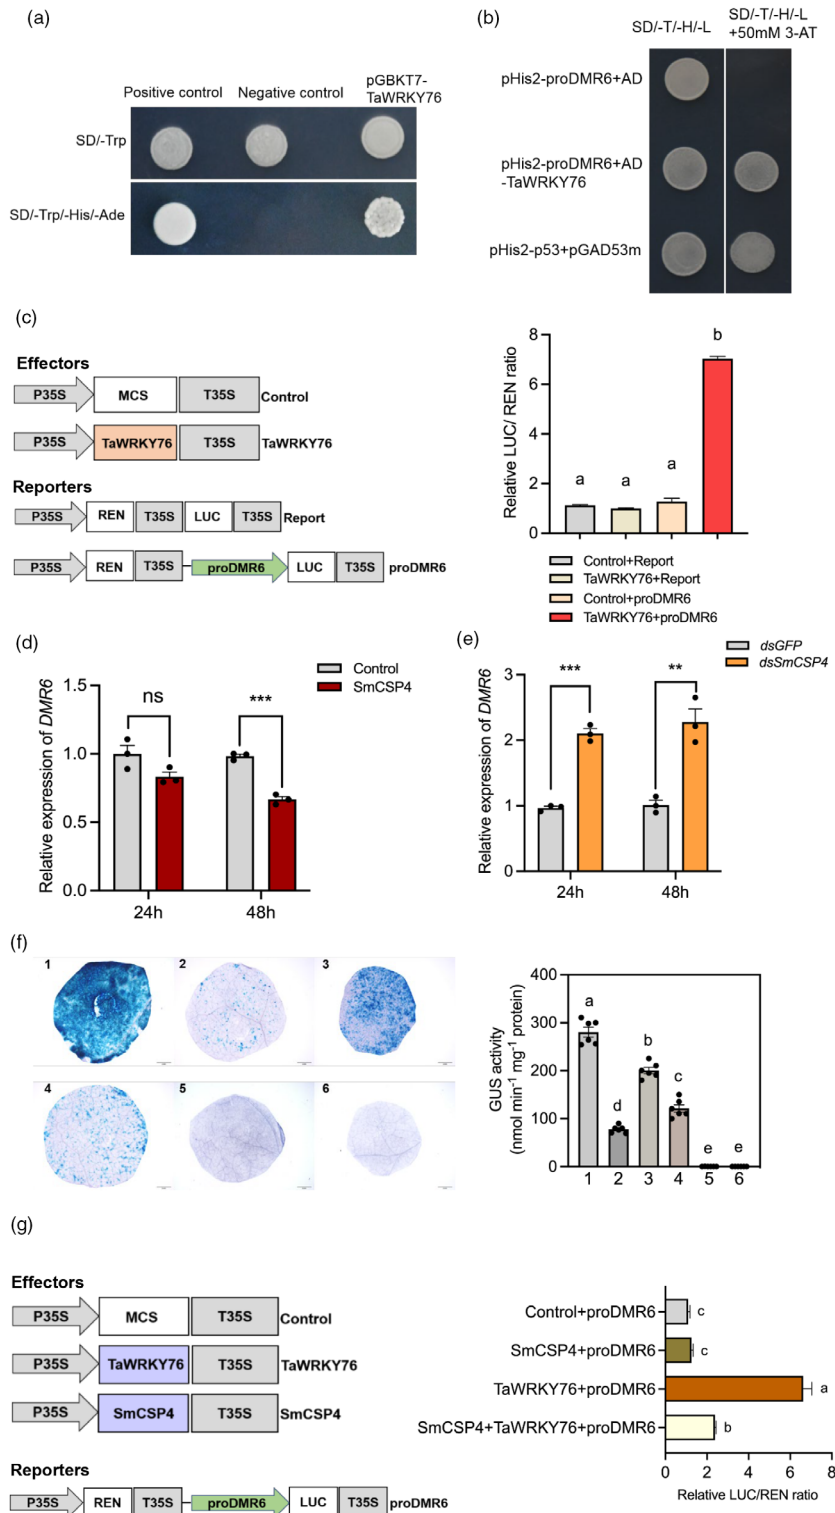 (a)
Positive control Negative control pGBKT7-
TaWRKY76
SD/-Trp
SD/-Trp/-His/-Ade
(b)
SD/-T/-H/-L SD/-T/-H/-L
+50mM 3-AT
pHis2-proDMR6+AD
pHis2-proDMR6+AD
-TaWRKY76
pHis2-p53+pGAD53m
(c)
Effectors
P35S MCS T35S Control
P35S TaWRKY76 T35S TaWRKY76
Reporters
P35S REN T35S LUC T35S Report
P35S REN T35S proDMR6 LUC T35S proDMR6
Relative LUC/ REN ratio
8
6
4
2
0
a a a b
Control+Report
TaWRKY76+Report
Control+proDMR6
TaWRKY76+proDMR6
(d)
Control
SmCSP4
Relative expression of DMR6
1.5
1.0
0.5
0.0
ns ***
24h 48h
(e)
dsGFP
dsSmCSP4
Relative expression of DMR6
3
2
1
0
*** **
24h 48h
(f)
1 2 3
4 5 6
GUS activity
(nmol min-1 mg-1 protein)
400
300
200
100
0
a d b c e e
1 2 3 4 5 6
(g)
Effectors
P35S MCS T35S Control
P35S TaWRKY76 T35S TaWRKY76
P35S SmCSP4 T35S SmCSP4
Reporters
P35S REN T35S proDMR6 LUC T35S proDMR6
Control+proDMR6 c
SmCSP4+proDMR6 c
TaWRKY76+proDMR6 a
SmCSP4+TaWRKY76+proDMR6 b
0 2 4 6 8
Relative LUC/REN ratio